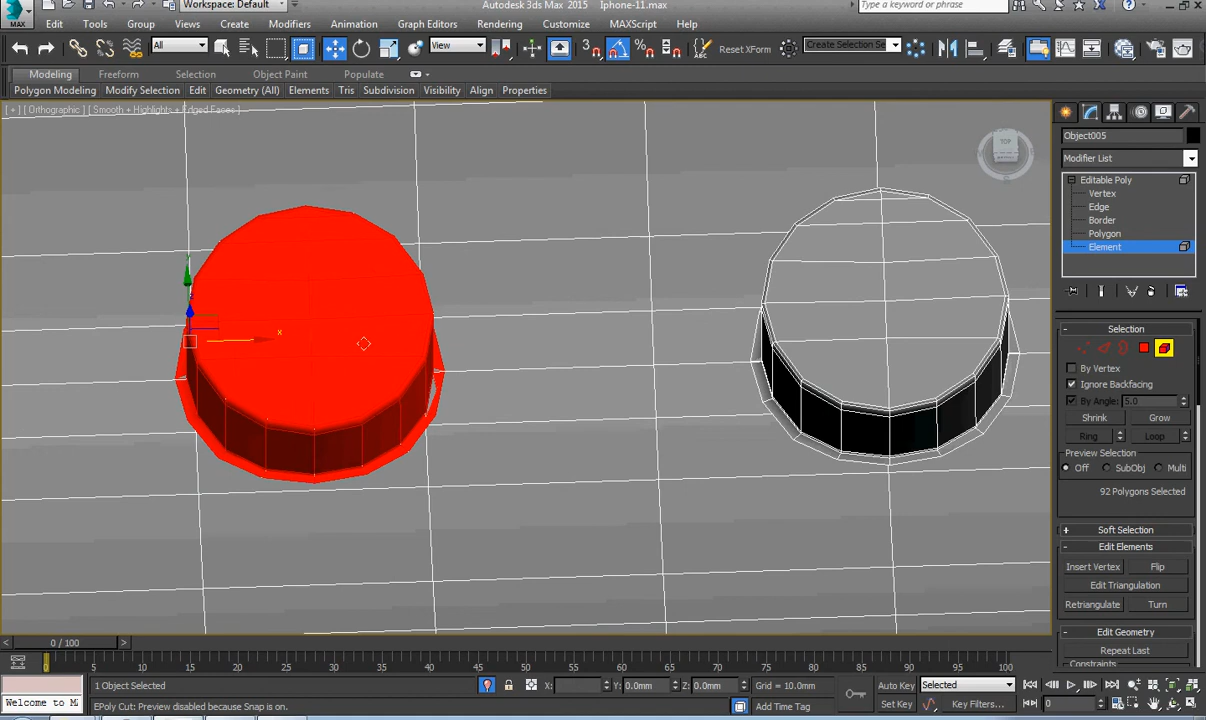 Workspace: Default
Autodesk 3ds Max 2015 Iphone-11.max
Type a keyword or phrase
MAX
Edit Tools Group Views Create Modifiers Animation Graph Editors Rendering Customize MAXScript Help
All View 3 % Reset XForm Create Selection Se
Modeling Freeform Selection Object Paint Populate
Polygon Modeling Modify Selection Edit Geometry (All) Elements Tris Subdivision Visibility Align Properties
[ + ] [ Orthographic ] [ Smooth + Highlights + Edged Faces ]
TOP
x
Object005
Modifier List
Editable Poly
Vertex
Edge
Border
Polygon
Element
- Selection
By Vertex
Ignore Backfacing
By Angle: 5.0
Shrink Grow
Ring Loop
Preview Selection
Off SubObj Multi
92 Polygons Selected
+ Soft Selection
- Edit Elements
Insert Vertex Flip
Edit Triangulation
Retriangulate Turn
- Edit Geometry
Repeat Last
Constraints
< 0 / 100 >
0 5 10 15 20 25 30 35 40 45 50 55 60 65 70 75 80 85 90 95 100
1 Object Selected X: Y: 0.0mm Z: 0.0mm Grid = 10.0mm Auto Key Selected
Welcome to M EPoly Cut: Preview disabled because Snap is on. Add Time Tag Set Key Key Filters... 0